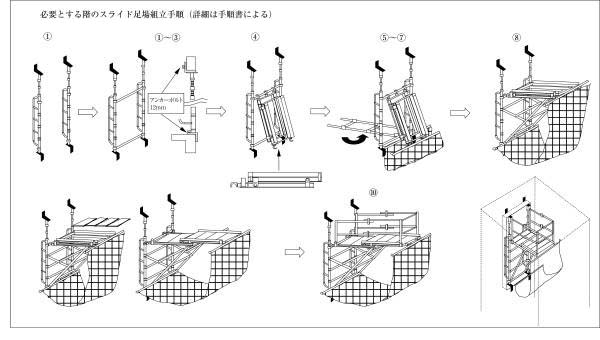 必要とする階のスライド足場組立手順（詳細は手順書による）
①
①～③
④
⑤～⑦
⑧
アンカーボルト
12mm
⑩